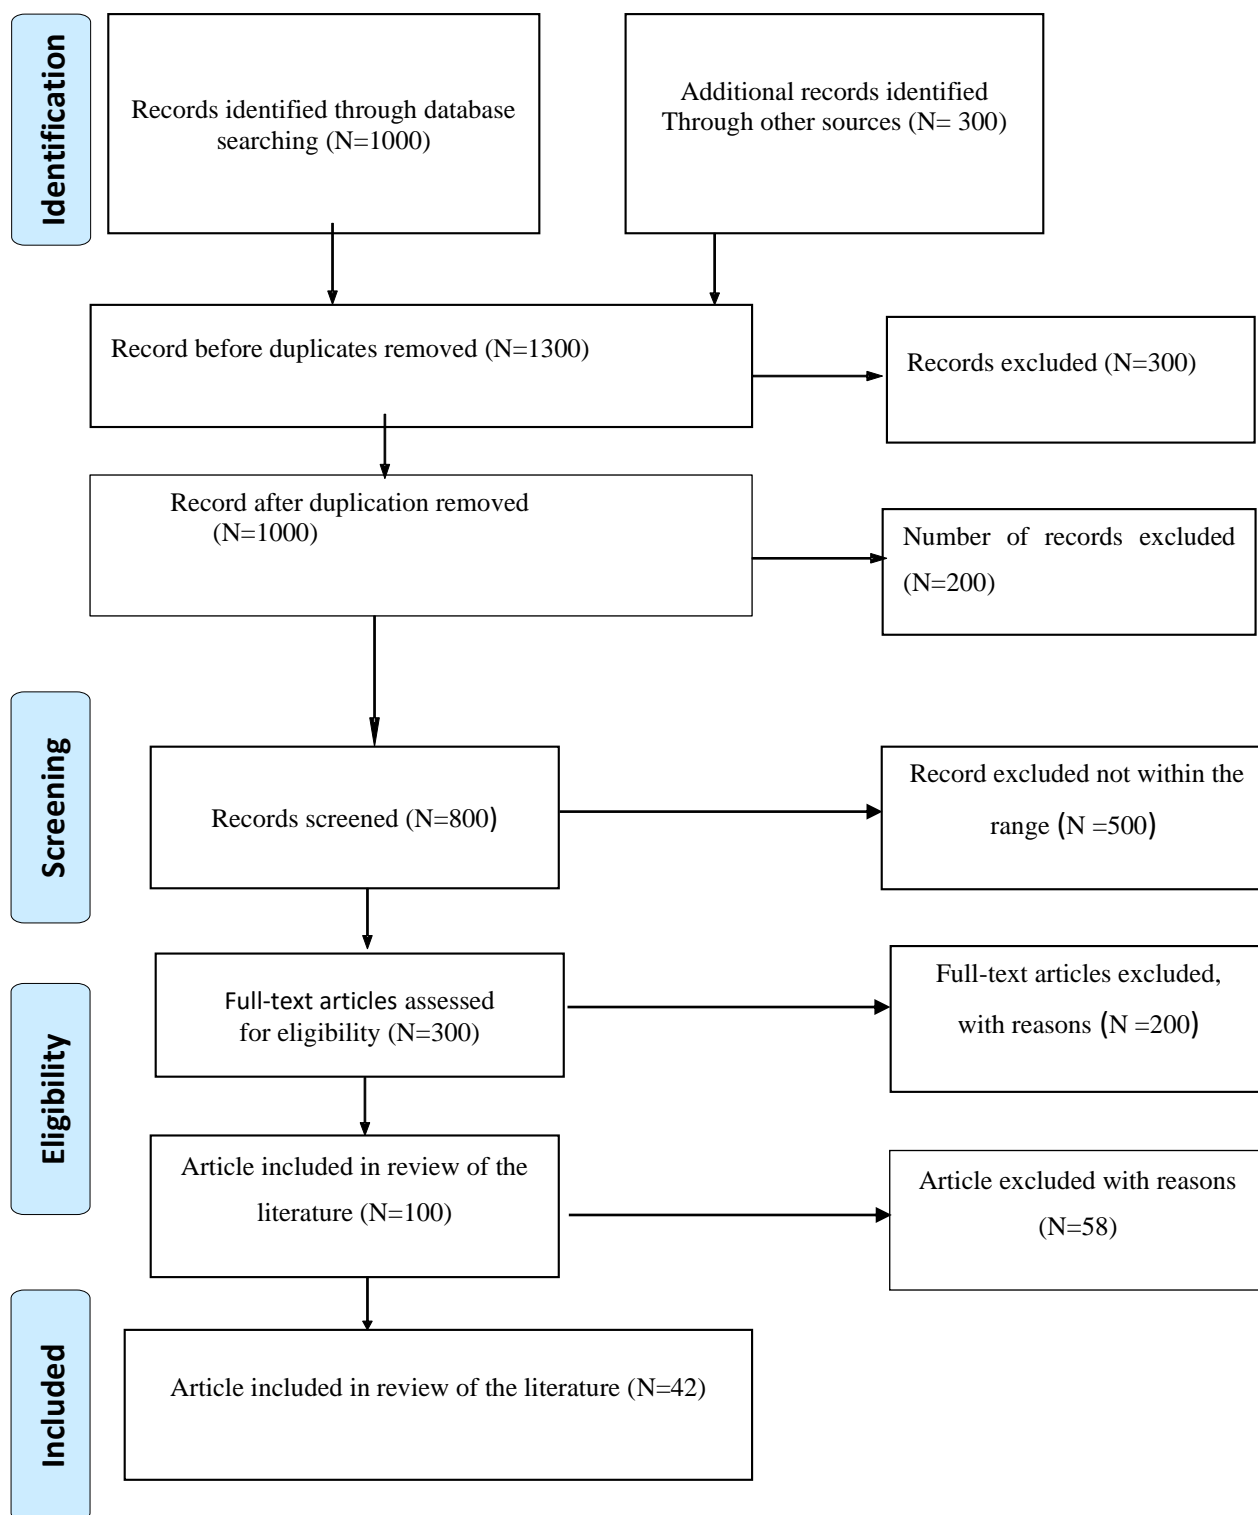 Identification
Records identified through database
searching (N=1000)
Additional records identified
Through other sources (N= 300)
Record before duplicates removed (N=1300)
Records excluded (N=300)
Record after duplication removed
(N=1000)
Number of records excluded
(N=200)
Screening
Records screened (N=800)
Record excluded not within the
range (N =500)
Eligibility
Full-text articles assessed
for eligibility (N=300)
Full-text articles excluded,
with reasons (N =200)
Article included in review of the
literature (N=100)
Article excluded with reasons
(N=58)
Included
Article included in review of the literature (N=42)